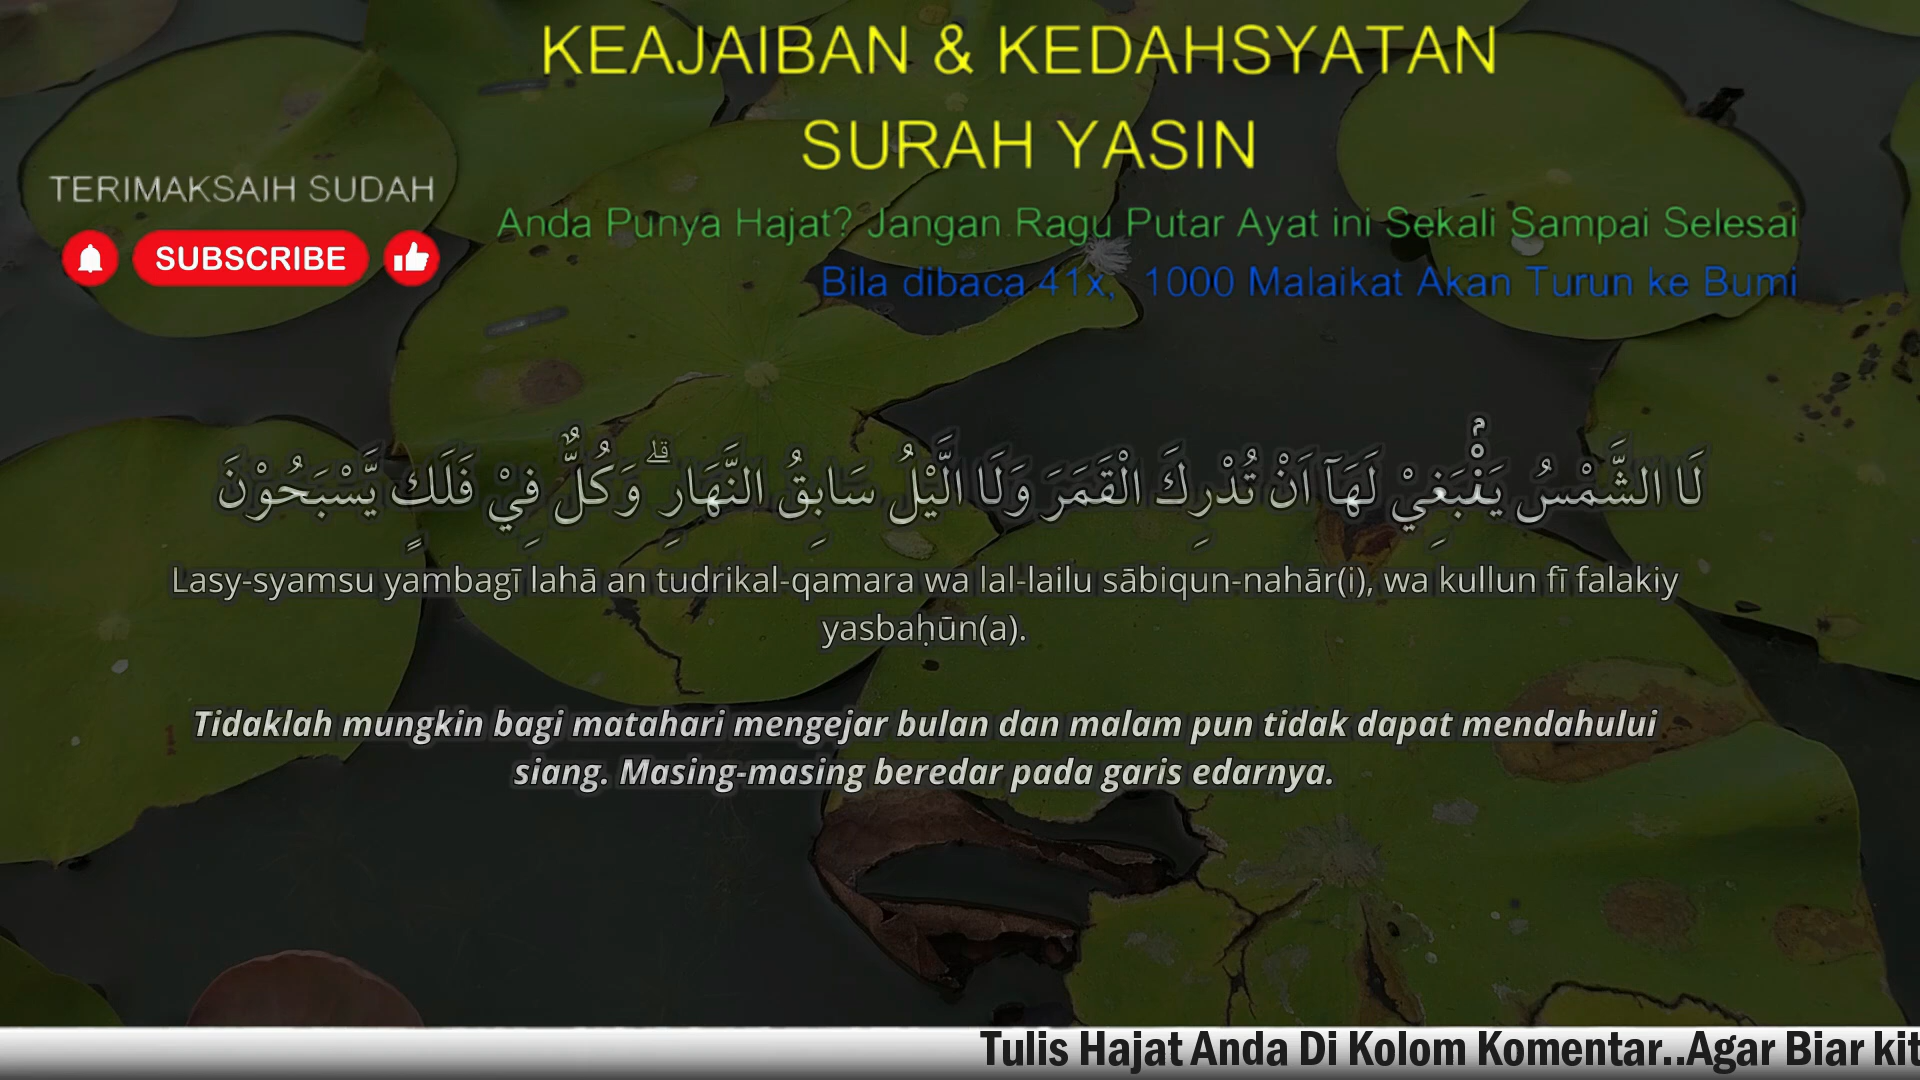 KEAJAIBAN & KEDAHSYATAN
SURAH YASIN
TERIMAKSAIH SUDAH
SUBSCRIBE
Anda Punya Hajat? Jangan Ragu Putar Ayat ini Sekali Sampai Selesai
Bila dibaca 41x, 1000 Malaikat Akan Turun ke Bumi
لَا الشَّمْسُ يَنْۢبَغِيْ لَهَآ اَنْ تُدْرِكَ الْقَمَرَ وَلَا الَّيْلُ سَابِقُ النَّهَارِ ۗوَكُلٌّ فِيْ فَلَكٍ يَّسْبَحُوْنَ
Lasy-syamsu yambagī lahā an tudrikal-qamara wa lal-lailu sābiqun-nahār(i), wa kullun fī falakiy
yasbaḥūn(a).
Tidaklah mungkin bagi matahari mengejar bulan dan malam pun tidak dapat mendahului
siang. Masing-masing beredar pada garis edarnya.
Tulis Hajat Anda Di Kolom Komentar..Agar Biar kit